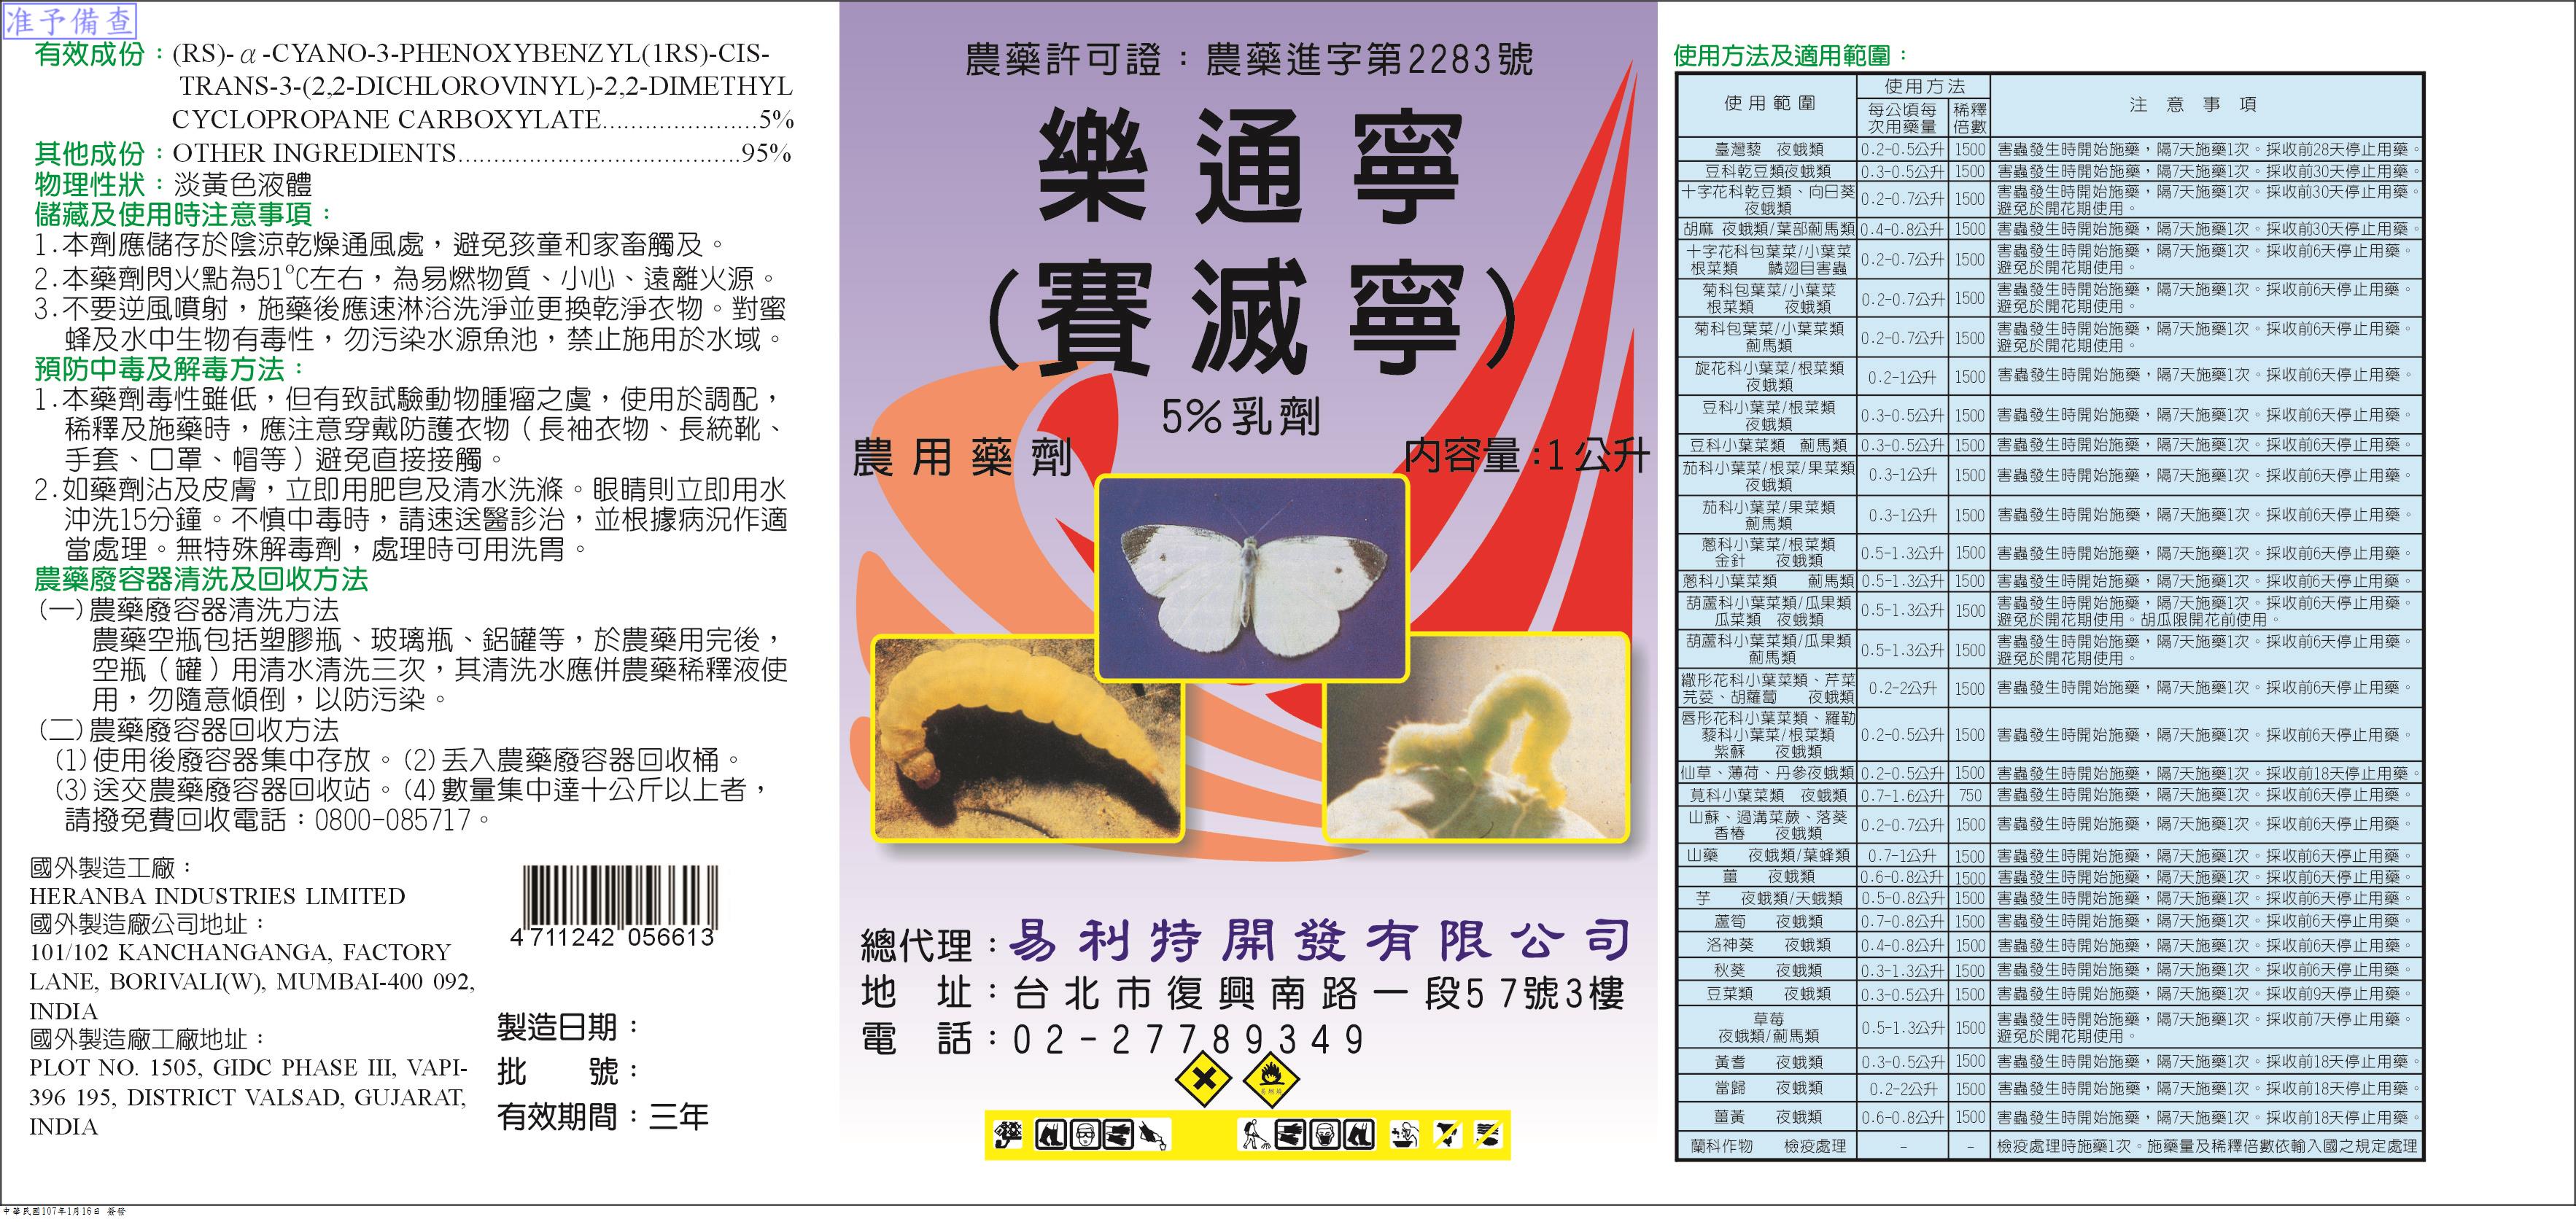 准予備查
有效成份：(RS)-α-CYANO-3-PHENOXYBENZYL(1RS)-CIS-
TRANS-3-(2,2-DICHLOROVINYL)-2,2-DIMETHYL
CYCLOPROPANE CARBOXYLATE......................5%
其他成份：OTHER INGREDIENTS.......................................95%
物理性狀：淡黃色液體
儲藏及使用時注意事項：
1.本劑應儲存於陰涼乾燥通風處，避免孩童和家畜觸及。
2.本藥劑閃火點為51°C左右，為易燃物質、小心、遠離火源。
3.不要逆風噴射，施藥後應速淋浴洗淨並更換乾淨衣物。對蜜
蜂及水中生物有毒性，勿污染水源魚池，禁止施用於水域。
預防中毒及解毒方法：
1.本藥劑毒性雖低，但有致試驗動物腫瘤之虞，使用於調配，
稀釋及施藥時，應注意穿戴防護衣物（長袖衣物、長統靴、
手套、口罩、帽等）避免直接接觸。
2.如藥劑沾及皮膚，立即用肥皂及清水洗滌。眼睛則立即用水
沖洗15分鐘。不慎中毒時，請速送醫診治，並根據病況作適
當處理。無特殊解毒劑，處理時可用洗胃。
農藥廢容器清洗及回收方法
(一)農藥廢容器清洗方法
農藥空瓶包括塑膠瓶、玻璃瓶、鋁罐等，於農藥用完後，
空瓶（罐）用清水清洗三次，其清洗水應併農藥稀釋液使
用，勿隨意傾倒，以防污染。
(二)農藥廢容器回收方法
(1)使用後廢容器集中存放。(2)丟入農藥廢容器回收桶。
(3)送交農藥廢容器回收站。(4)數量集中達十公斤以上者，
請撥免費回收電話：0800-085717。
國外製造工廠：
HERANBA INDUSTRIES LIMITED
國外製造廠公司地址：
101/102 KANCHANGANGA, FACTORY
LANE, BORIVALI(W), MUMBAI-400 092,
INDIA
國外製造廠工廠地址：
PLOT NO. 1505, GIDC PHASE III, VAPI-
396 195, DISTRICT VALSAD, GUJARAT,
INDIA
4 711242 056613
製造日期：
批　　號：
有效期間：三年
農藥許可證：農藥進字第2283號
樂通寧
(賽滅寧)
5%乳劑
農用藥劑
內容量:1公升
總代理：易利特開發有限公司
地　址：台北市復興南路一段57號3樓
電　話：02-27789349
使用方法及適用範圍：
使用範圍 使用方法 注意事項
每公頃每次用藥量 稀釋倍數
臺灣藜 夜蛾類 0.2-0.5公升 1500 害蟲發生時開始施藥，隔7天施藥1次。採收前28天停止用藥。
豆科乾豆類夜蛾類 0.3-0.5公升 1500 害蟲發生時開始施藥，隔7天施藥1次。採收前30天停止用藥。
十字花科乾豆類、向日葵 夜蛾類 0.2-0.7公升 1500 害蟲發生時開始施藥，隔7天施藥1次。採收前30天停止用藥。避免於開花期使用。
胡麻 夜蛾類/葉部薊馬類 0.4-0.8公升 1500 害蟲發生時開始施藥，隔7天施藥1次。採收前30天停止用藥。
十字花科包葉菜/小葉菜 根菜類 鱗翅目害蟲 0.2-0.7公升 1500 害蟲發生時開始施藥，隔7天施藥1次。採收前6天停止用藥。避免於開花期使用。
菊科包葉菜/小葉菜 根菜類 夜蛾類 0.2-0.7公升 1500 害蟲發生時開始施藥，隔7天施藥1次。採收前6天停止用藥。避免於開花期使用。
菊科包葉菜/小葉菜類 薊馬類 0.2-0.7公升 1500 害蟲發生時開始施藥，隔7天施藥1次。採收前6天停止用藥。避免於開花期使用。
旋花科小葉菜/根菜類 夜蛾類 0.2-1公升 1500 害蟲發生時開始施藥，隔7天施藥1次。採收前6天停止用藥。
豆科小葉菜/根菜類 夜蛾類 0.3-0.5公升 1500 害蟲發生時開始施藥，隔7天施藥1次。採收前6天停止用藥。
豆科小葉菜類 薊馬類 0.3-0.5公升 1500 害蟲發生時開始施藥，隔7天施藥1次。採收前6天停止用藥。
茄科小葉菜/根菜/果菜類 夜蛾類 0.3-1公升 1500 害蟲發生時開始施藥，隔7天施藥1次。採收前6天停止用藥。
茄科小葉菜/果菜類 薊馬類 0.3-1公升 1500 害蟲發生時開始施藥，隔7天施藥1次。採收前6天停止用藥。
蔥科小葉菜/根菜類 金針 夜蛾類 0.5-1.3公升 1500 害蟲發生時開始施藥，隔7天施藥1次。採收前6天停止用藥。
蔥科小葉菜類 薊馬類 0.5-1.3公升 1500 害蟲發生時開始施藥，隔7天施藥1次。採收前6天停止用藥。
葫蘆科小葉菜類/瓜果類 瓜菜類 夜蛾類 0.5-1.3公升 1500 害蟲發生時開始施藥，隔7天施藥1次。採收前6天停止用藥。避免於開花期使用。胡瓜限開花前使用。
葫蘆科小葉菜類/瓜果類 薊馬類 0.5-1.3公升 1500 害蟲發生時開始施藥，隔7天施藥1次。採收前6天停止用藥。避免於開花期使用。
繖形花科小葉菜類、芹菜 芫荽、胡蘿蔔 夜蛾類 0.2-2公升 1500 害蟲發生時開始施藥，隔7天施藥1次。採收前6天停止用藥。
唇形花科小葉菜類、羅勒 藜科小葉菜/根菜類 紫蘇 夜蛾類 0.2-0.5公升 1500 害蟲發生時開始施藥，隔7天施藥1次。採收前6天停止用藥。
仙草、薄荷、丹參夜蛾類 0.2-0.5公升 1500 害蟲發生時開始施藥，隔7天施藥1次。採收前18天停止用藥。
莧科小葉菜類 夜蛾類 0.7-1.6公升 750 害蟲發生時開始施藥，隔7天施藥1次。採收前6天停止用藥。
山蘇、過溝菜蕨、落葵 香椿 夜蛾類 0.2-0.7公升 1500 害蟲發生時開始施藥，隔7天施藥1次。採收前6天停止用藥。
山藥 夜蛾類/葉蜂類 0.7-1公升 1500 害蟲發生時開始施藥，隔7天施藥1次。採收前6天停止用藥。
薑 夜蛾類 0.6-0.8公升 1500 害蟲發生時開始施藥，隔7天施藥1次。採收前6天停止用藥。
芋 夜蛾類/天蛾類 0.5-0.8公升 1500 害蟲發生時開始施藥，隔7天施藥1次。採收前6天停止用藥。
蘆筍 夜蛾類 0.7-0.8公升 1500 害蟲發生時開始施藥，隔7天施藥1次。採收前6天停止用藥。
洛神葵 夜蛾類 0.4-0.8公升 1500 害蟲發生時開始施藥，隔7天施藥1次。採收前6天停止用藥。
秋葵 夜蛾類 0.3-1.3公升 1500 害蟲發生時開始施藥，隔7天施藥1次。採收前6天停止用藥。
豆菜類 夜蛾類 0.3-0.5公升 1500 害蟲發生時開始施藥，隔7天施藥1次。採收前9天停止用藥。
草莓 夜蛾類/薊馬類 0.5-1.3公升 1500 害蟲發生時開始施藥，隔7天施藥1次。採收前7天停止用藥。避免於開花期使用。
黃耆 夜蛾類 0.3-0.5公升 1500 害蟲發生時開始施藥，隔7天施藥1次。採收前18天停止用藥。
當歸 夜蛾類 0.2-2公升 1500 害蟲發生時開始施藥，隔7天施藥1次。採收前18天停止用藥。
薑黃 夜蛾類 0.6-0.8公升 1500 害蟲發生時開始施藥，隔7天施藥1次。採收前18天停止用藥。
蘭科作物 檢疫處理 - - 檢疫處理時施藥1次。施藥量及稀釋倍數依輸入國之規定處理
中華民國107年1月16日 簽發